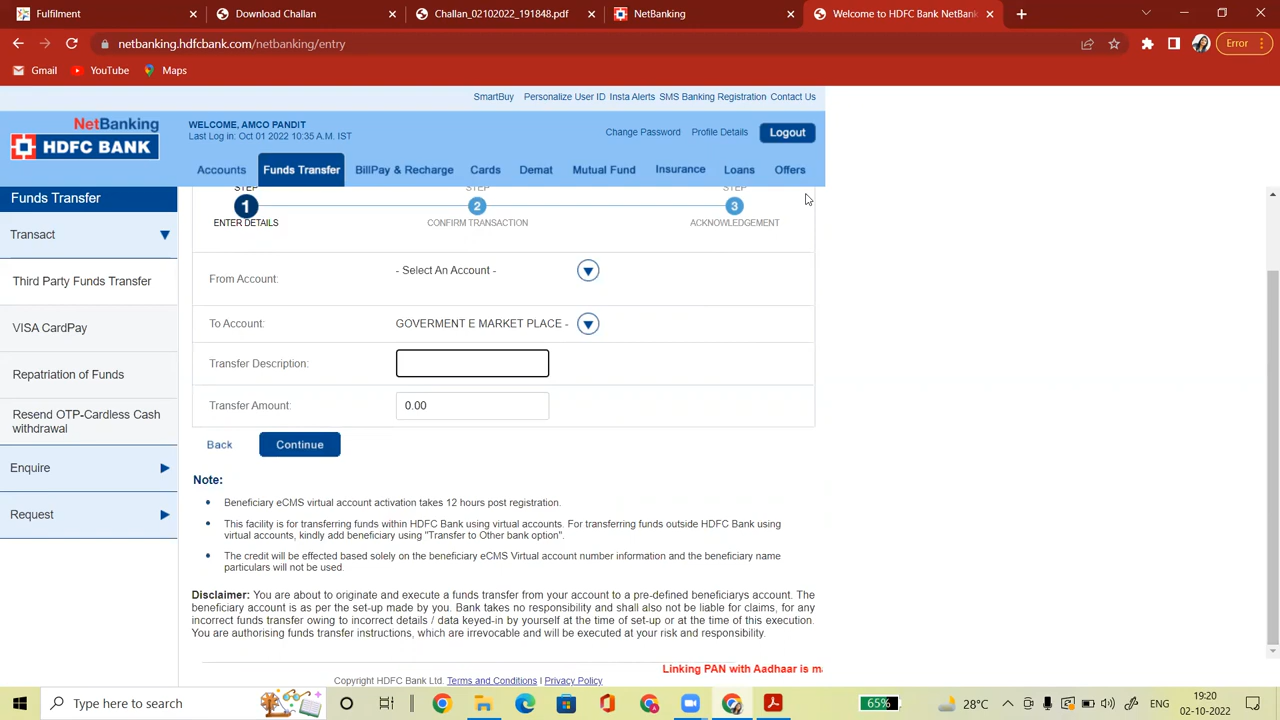 Fulfilment
Download Challan
Challan_02102022_191848.pdf
NetBanking
Welcome to HDFC Bank NetBank
netbanking.hdfcbank.com/netbanking/entry
Error
Gmail
YouTube
Maps
SmartBuy
Personalize User ID
Insta Alerts
SMS Banking Registration
Contact Us
NetBanking
HDFC BANK
WELCOME, AMCO PANDIT
Last Log in: Oct 01 2022 10:35 A.M. IST
Change Password
Profile Details
Logout
Accounts
Funds Transfer
BillPay & Recharge
Cards
Demat
Mutual Fund
Insurance
Loans
Offers
Funds Transfer
Transact
Third Party Funds Transfer
VISA CardPay
Repatriation of Funds
Resend OTP-Cardless Cash
withdrawal
Enquire
Request
STEP
1
ENTER DETAILS
STEP
2
CONFIRM TRANSACTION
STEP
3
ACKNOWLEDGEMENT
From Account:
- Select An Account -
To Account:
GOVERMENT E MARKET PLACE -
Transfer Description:
Transfer Amount:
0.00
Back
Continue
Note:
Beneficiary eCMS virtual account activation takes 12 hours post registration.
This facility is for transferring funds within HDFC Bank using virtual accounts. For transferring funds outside HDFC Bank using
virtual accounts, kindly add beneficiary using "Transfer to Other bank option".
The credit will be effected based solely on the beneficiary eCMS Virtual account number information and the beneficiary name
particulars will not be used.
Disclaimer: You are about to originate and execute a funds transfer from your account to a pre-defined beneficiarys account. The
beneficiary account is as per the set-up made by you. Bank takes no responsibility and shall also not be liable for claims, for any
incorrect funds transfer owing to incorrect details / data keyed-in by yourself at the time of set-up or at the time of this execution.
You are authorising funds transfer instructions, which are irrevocable and will be executed at your risk and responsibility.
Linking PAN with Aadhaar is ma
Copyright HDFC Bank Ltd. Terms and Conditions | Privacy Policy
Type here to search
65%
28°C
ENG
19:20
02-10-2022